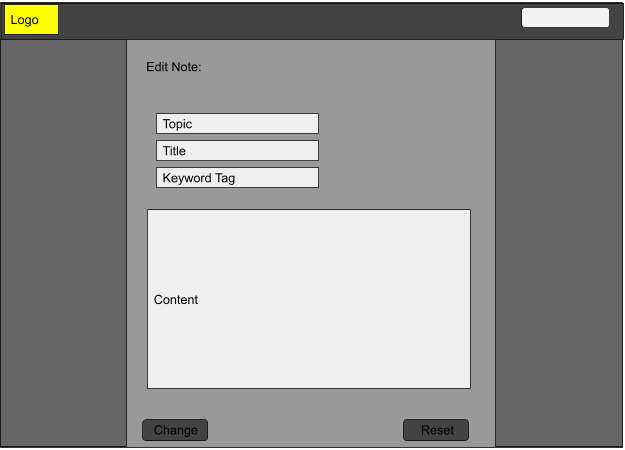 Logo
Edit Note:
Topic
Title
Keyword Tag
Content
Change
Reset